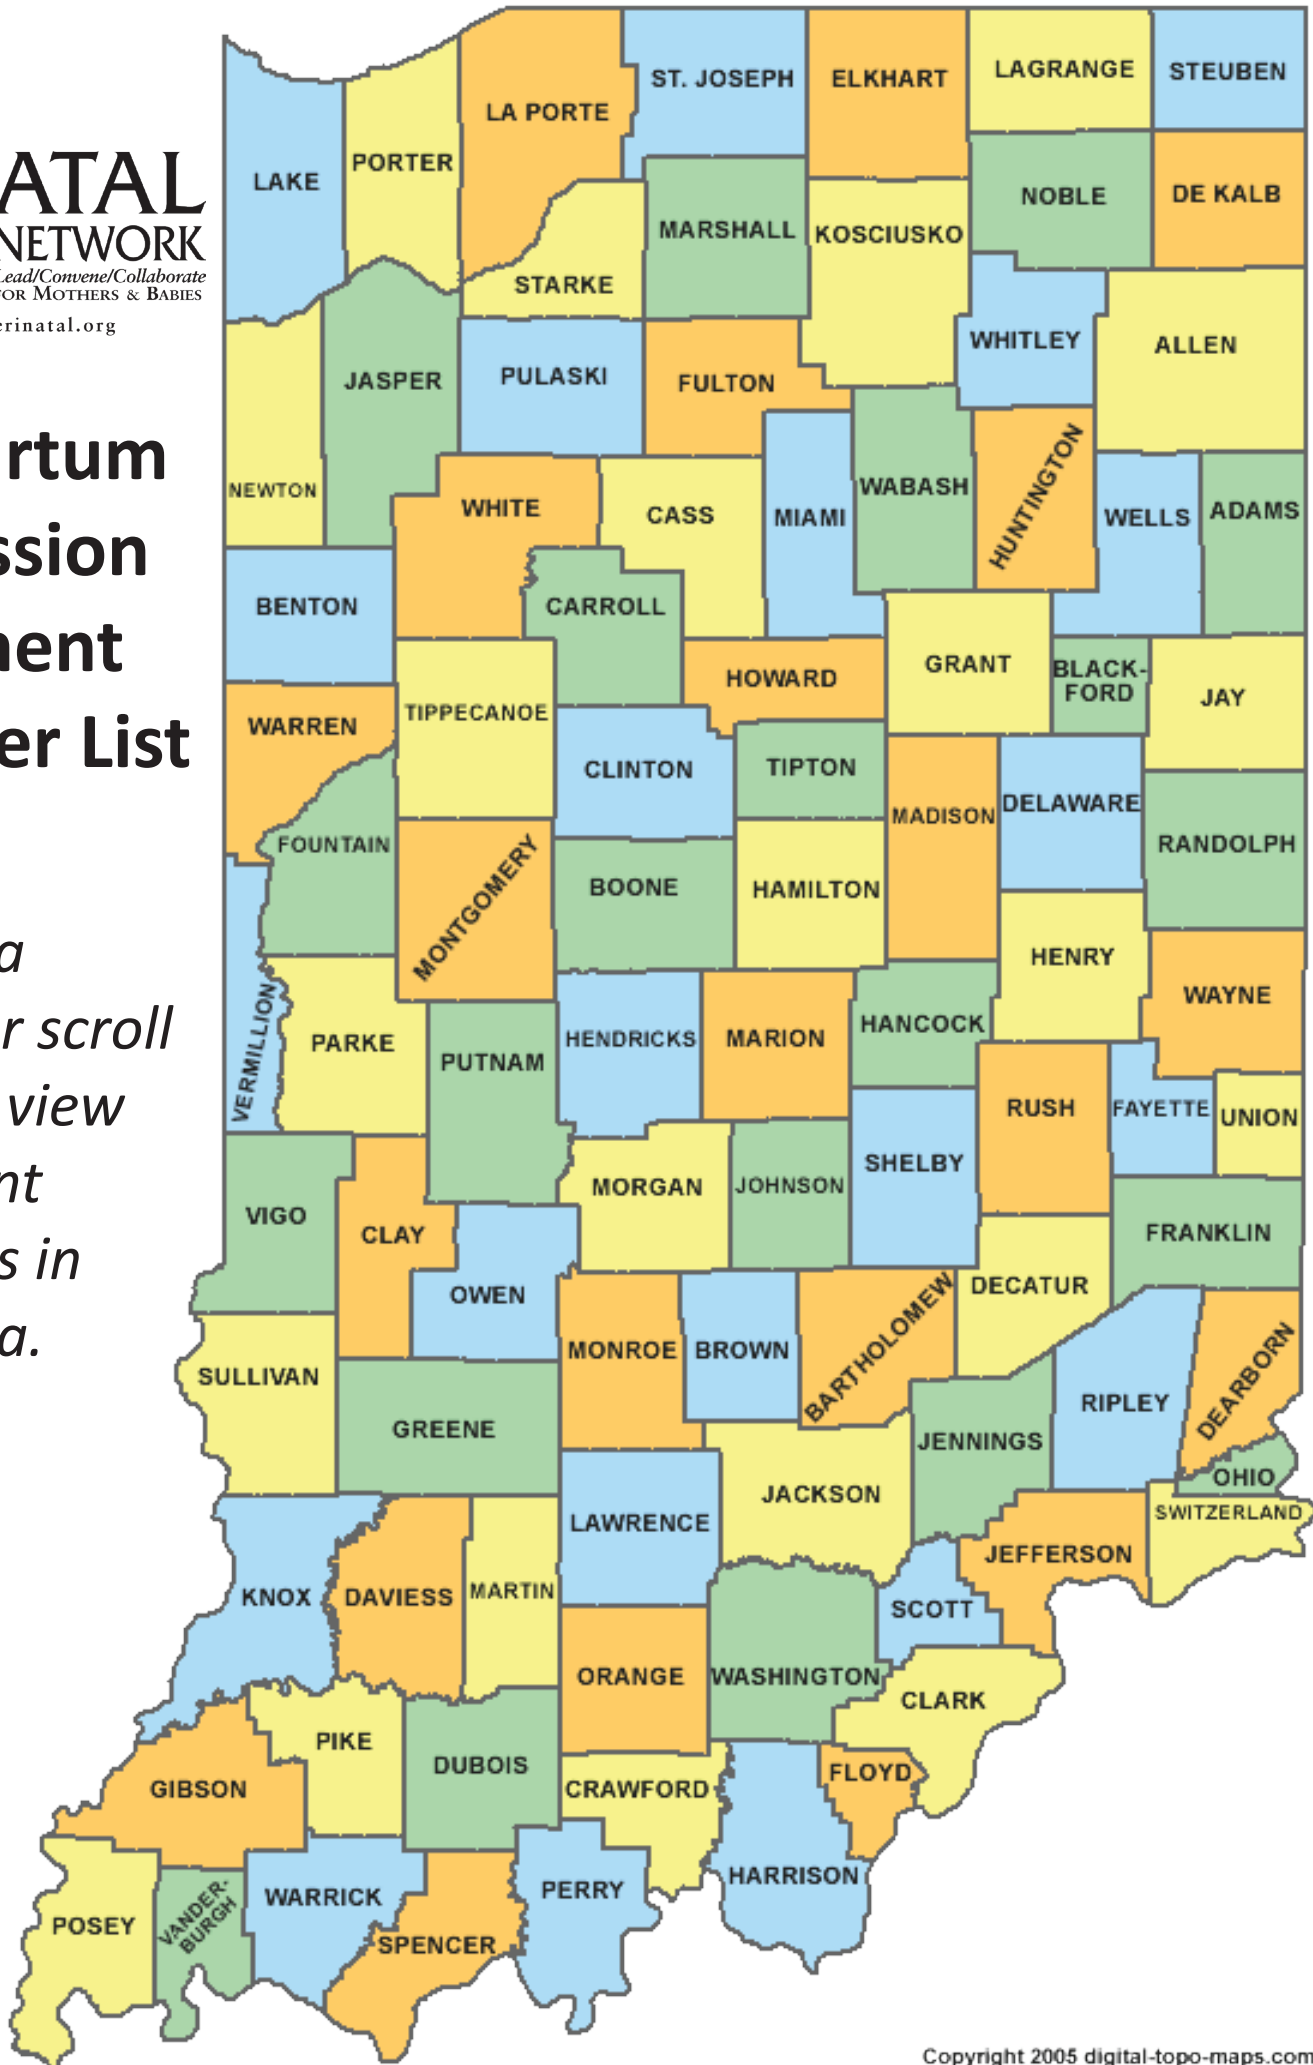 ATAL
NETWORK
Lead/Convene/Collaborate
FOR MOTHERS & BABIES
erinatal.org
rtum
ssion
ment
er List
a
r scroll
view
nt
s in
a.
LAKE
PORTER
LA PORTE
ST. JOSEPH
ELKHART
LAGRANGE
STEUBEN
STARKE
MARSHALL
KOSCIUSKO
NOBLE
DE KALB
NEWTON
JASPER
PULASKI
FULTON
WHITLEY
ALLEN
WHITE
CASS
MIAMI
WABASH
HUNTINGTON
WELLS
ADAMS
BENTON
CARROLL
HOWARD
GRANT
BLACK-
FORD
JAY
WARREN
TIPPECANOE
CLINTON
TIPTON
MADISON
DELAWARE
RANDOLPH
FOUNTAIN
MONTGOMERY
BOONE
HAMILTON
HENRY
WAYNE
VERMILLION
PARKE
PUTNAM
HENDRICKS
MARION
HANCOCK
RUSH
FAYETTE
UNION
VIGO
CLAY
OWEN
MORGAN
JOHNSON
SHELBY
DECATUR
FRANKLIN
SULLIVAN
GREENE
MONROE
BROWN
BARTHOLOMEW
JENNINGS
RIPLEY
DEARBORN
OHIO
SWITZERLAND
KNOX
DAVIESS
MARTIN
LAWRENCE
JACKSON
JEFFERSON
SCOTT
ORANGE
WASHINGTON
CLARK
GIBSON
PIKE
DUBOIS
CRAWFORD
FLOYD
HARRISON
POSEY
VANDER-
BURGH
WARRICK
SPENCER
PERRY
Copyright 2005 digital-topo-maps.com